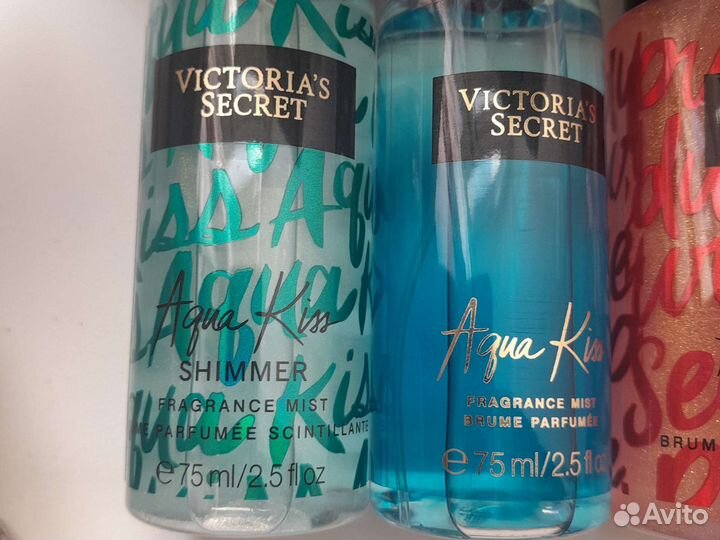 VICTORIA'S
SECRET
Aqua Kiss
SHIMMER
FRAGRANCE MIST
PARFUMÉE SCINTILLANTE
e 75 ml/2.5 fl oz
VICTORIA'S
SECRET
Aqua Kiss
FRAGRANCE MIST
BRUME PARFUMÉE
e 75 ml/2.5 fl oz
BRUM
Avito